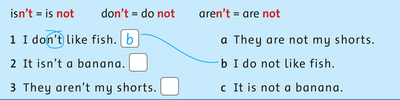 isn't = is not don't = do not aren't = are not
1 I don't like fish. b a They are not my shorts.
2 It isn't a banana. b I do not like fish.
3 They aren't my shorts. c It is not a banana.